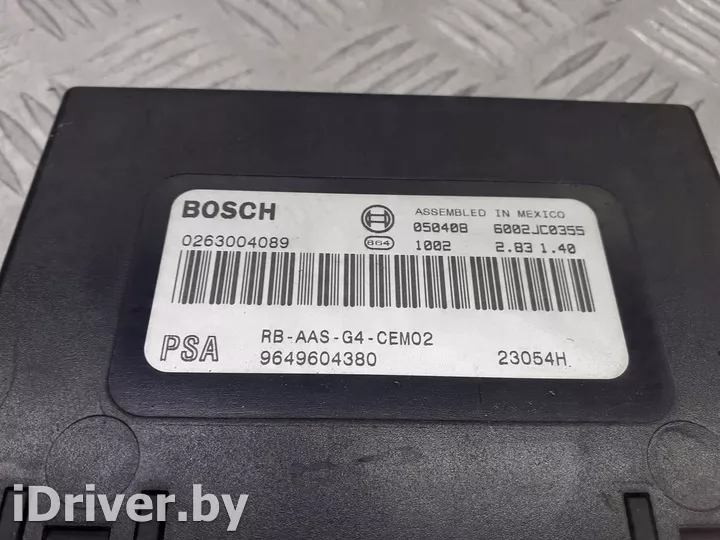 BOSCH
ASSEMBLED IN MEXICO
050408 6002JC0355
0263004089
864
1002 2.83 1.40
RB-AAS-G4-CEM02
PSA
9649604380 23054H
iDriver.by